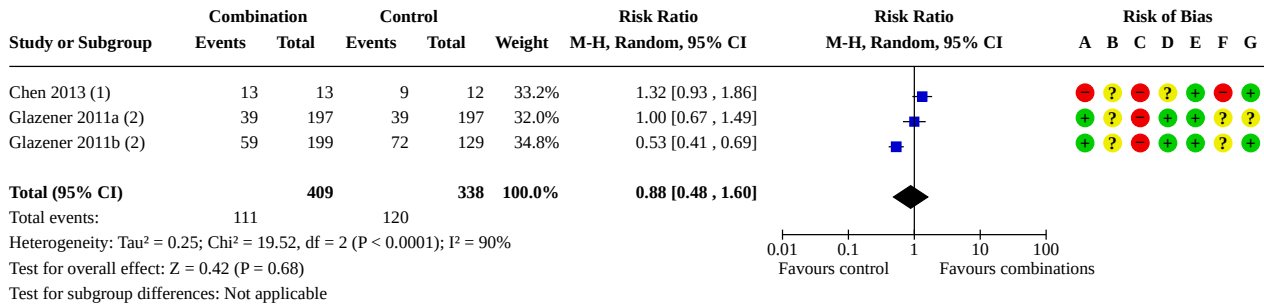 Combination Control Risk Ratio Risk Ratio Risk of Bias
Study or Subgroup Events Total Events Total Weight M-H, Random, 95% CI M-H, Random, 95% CI A B C D E F G
Chen 2013 (1) 13 13 9 12 33.2% 1.32 [0.93 , 1.86] − ? − ? + − +
Glazener 2011a (2) 39 197 39 197 32.0% 1.00 [0.67 , 1.49] + ? − + + ? ?
Glazener 2011b (2) 59 199 72 129 34.8% 0.53 [0.41 , 0.69] + ? − + + ? +
Total (95% CI) 409 338 100.0% 0.88 [0.48 , 1.60]
Total events: 111 120
Heterogeneity: Tau² = 0.25; Chi² = 19.52, df = 2 (P < 0.0001); I² = 90%
0.01 0.1 1 10 100
Test for overall effect: Z = 0.42 (P = 0.68) Favours control Favours combinations
Test for subgroup differences: Not applicable